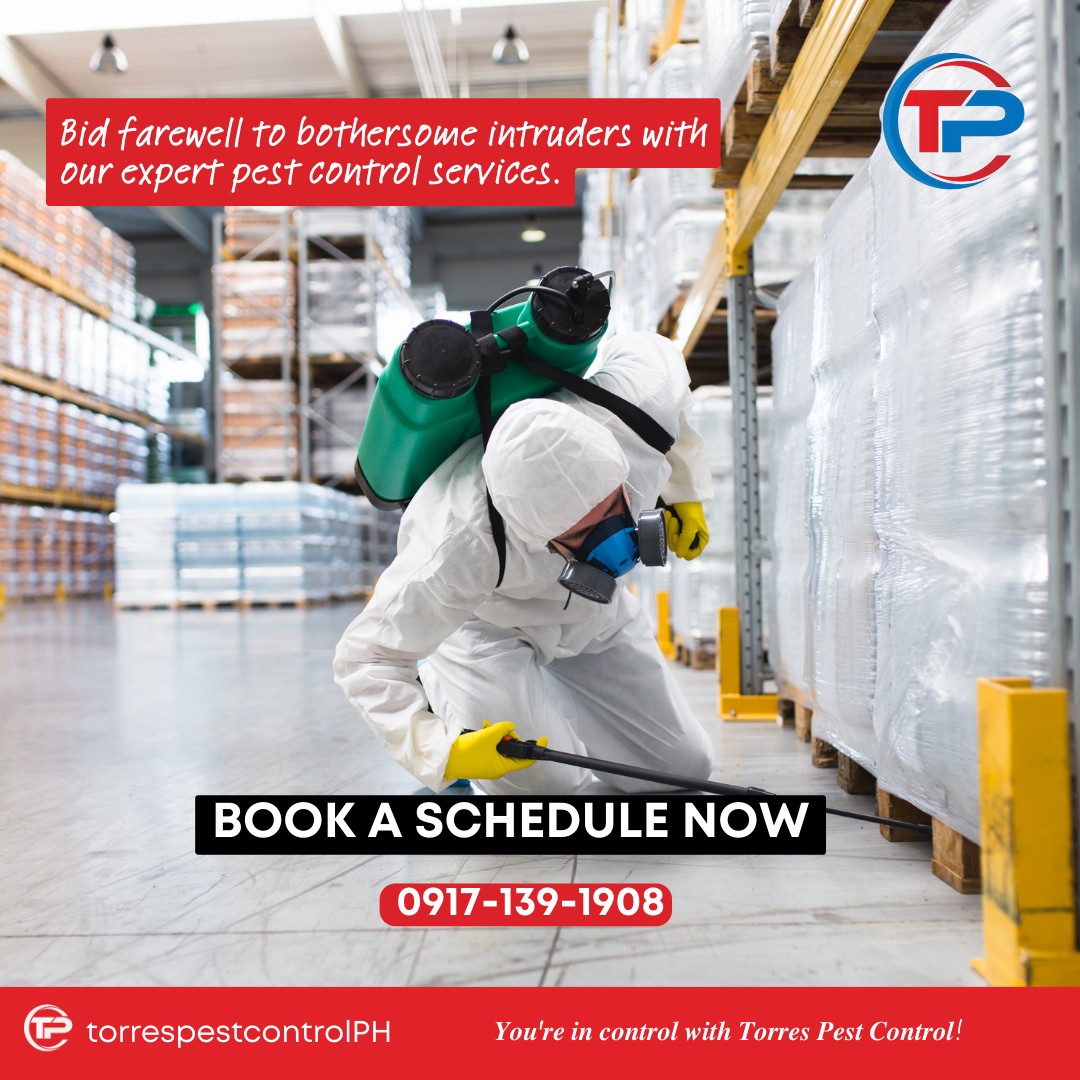 Bid farewell to bothersome intruders with
our expert pest control services.
TP
BOOK A SCHEDULE NOW
0917-139-1908
TP torrespestcontrolPH
You're in control with Torres Pest Control!